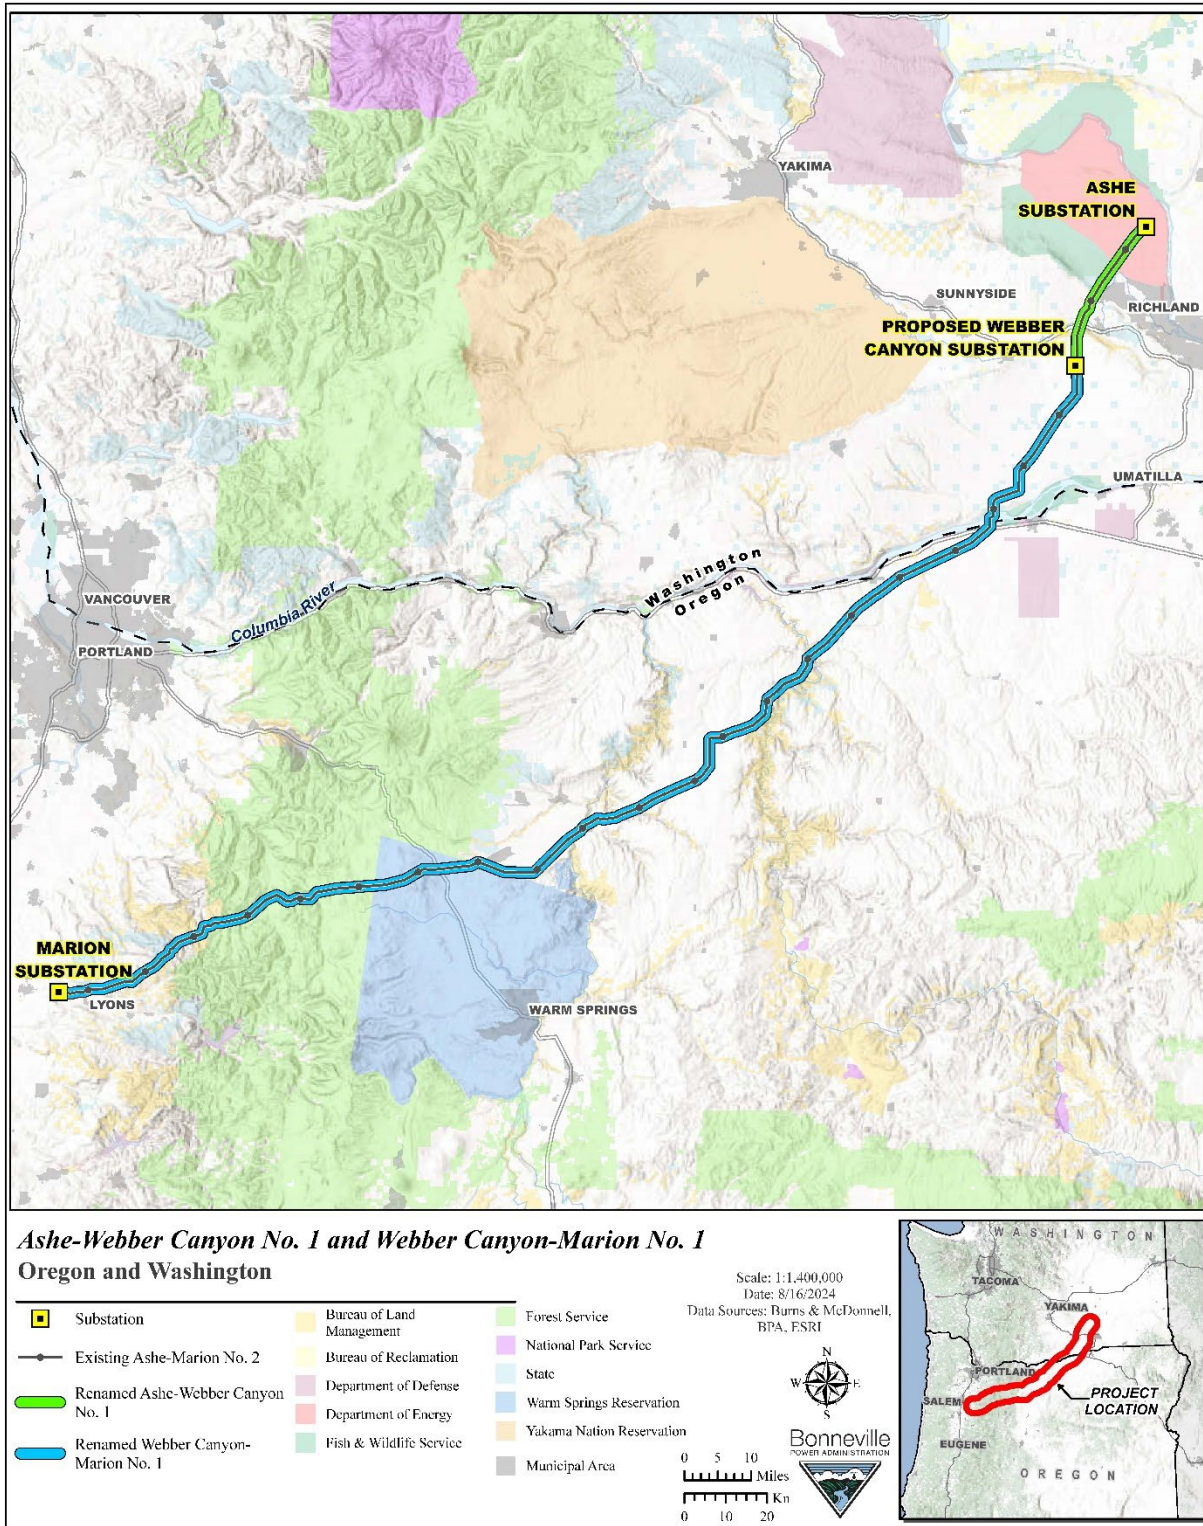 YAKIMA
ASHE
SUBSTATION
SUNNYSIDE
RICHLAND
PROPOSED WEBBER
CANYON SUBSTATION
UMATILLA
Washington
Oregon
Columbia River
VANCOUVER
PORTLAND
MARION
SUBSTATION
LYONS
WARM SPRINGS
Ashe-Webber Canyon No. 1 and Webber Canyon-Marion No. 1
Oregon and Washington
Substation
Existing Ashe-Marion No. 2
Renamed Ashe-Webber Canyon
No. 1
Renamed Webber Canyon-
Marion No. 1
Bureau of Land
Management
Bureau of Reclamation
Department of Defense
Department of Energy
Fish & Wildlife Service
Forest Service
National Park Service
State
Warm Springs Reservation
Yakama Nation Reservation
Municipal Area
Scale: 1:1,400,000
Date: 8/16/2024
Data Sources: Burns & McDonnell,
BPA, ESRI
N
W E
S
0 5 10
Miles
Km
0 10 20
Bonneville
POWER ADMINISTRATION
WASHINGTON
TACOMA
YAKIMA
PORTLAND
SALEM
PROJECT
LOCATION
EUGENE
OREGON